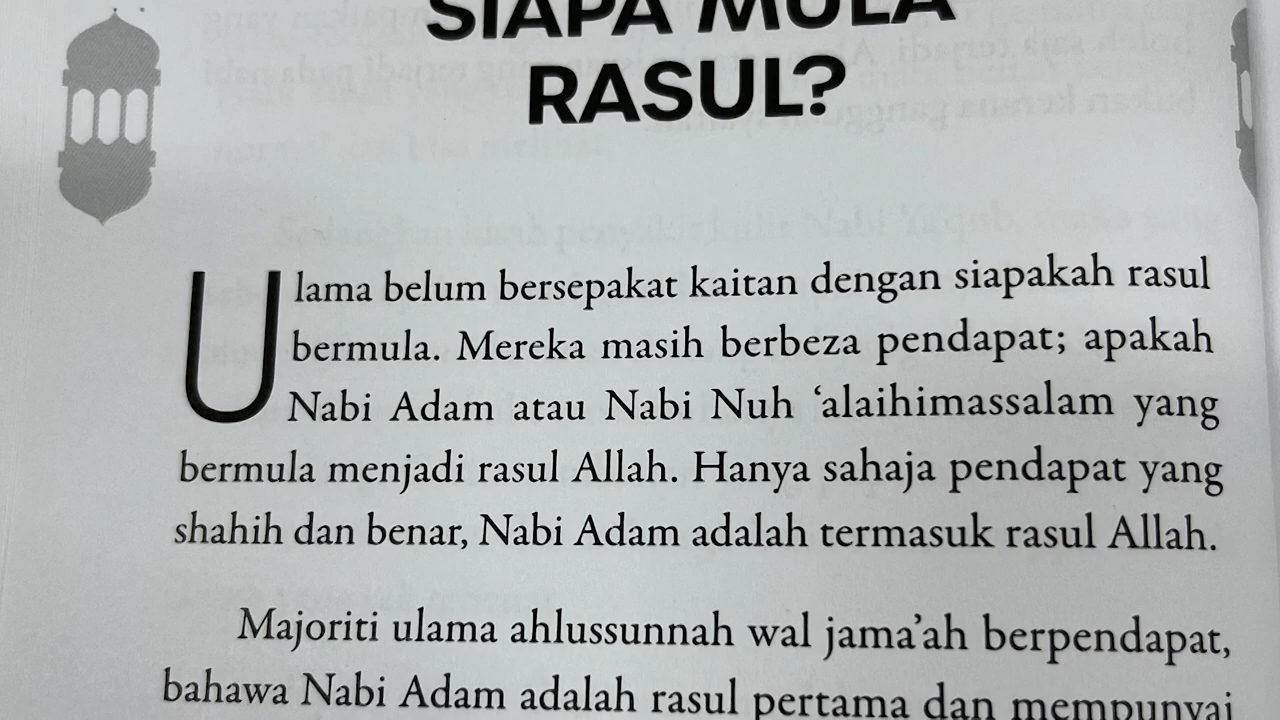 SIAPA MULA
RASUL?
Ulama belum bersepakat kaitan dengan siapakah rasul
bermula. Mereka masih berbeza pendapat; apakah
Nabi Adam atau Nabi Nuh ‘alaihimassalam yang
bermula menjadi rasul Allah. Hanya sahaja pendapat yang
shahih dan benar, Nabi Adam adalah termasuk rasul Allah.
Majoriti ulama ahlussunnah wal jama’ah berpendapat,
bahawa Nabi Adam adalah rasul pertama dan mempunyai